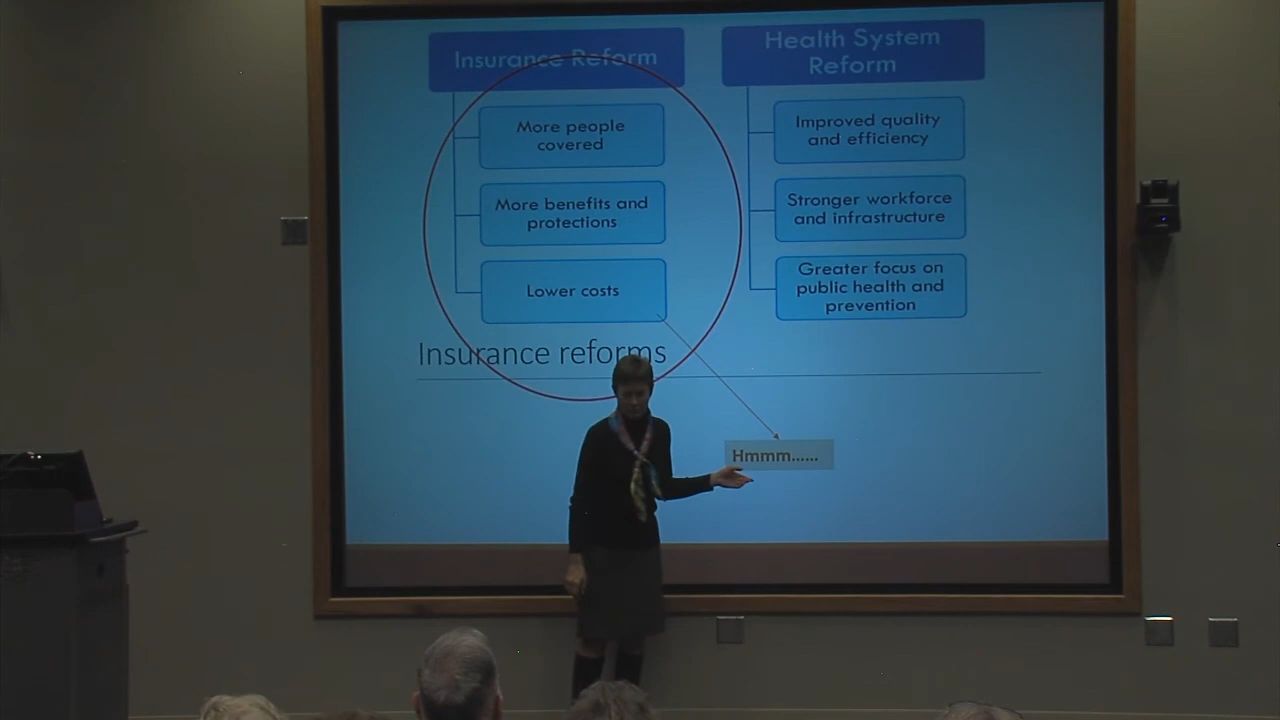 Insurance Reform
More people
covered
More benefits and
protections
Lower costs
Health System
Reform
Improved quality
and efficiency
Stronger workforce
and infrastructure
Greater focus on
public health and
prevention
Insurance reforms
Hmmm......